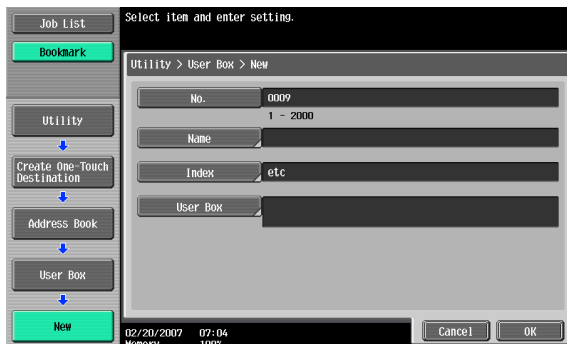 Job List
Bookmark
Utility
Create One-Touch
Destination
Address Book
User Box
New
Select item and enter setting.
Utility > User Box > New
No.
0009
1 - 2000
Name
Index
etc
User Box
02/20/2007 07:04
Memory 100%
Cancel
OK